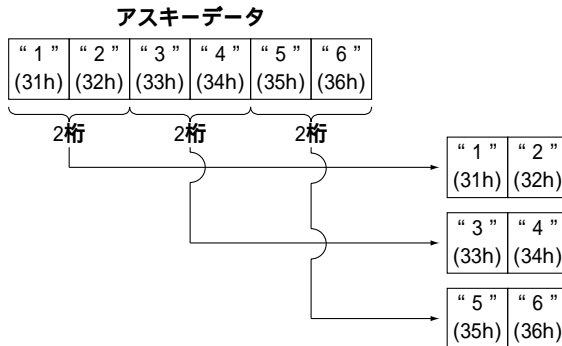 アスキーデータ
“ 1 ” “ 2 ” “ 3 ” “ 4 ” “ 5 ” “ 6 ”
(31h) (32h) (33h) (34h) (35h) (36h)
2桁 2桁 2桁
“ 1 ” “ 2 ”
(31h) (32h)
“ 3 ” “ 4 ”
(33h) (34h)
“ 5 ” “ 6 ”
(35h) (36h)